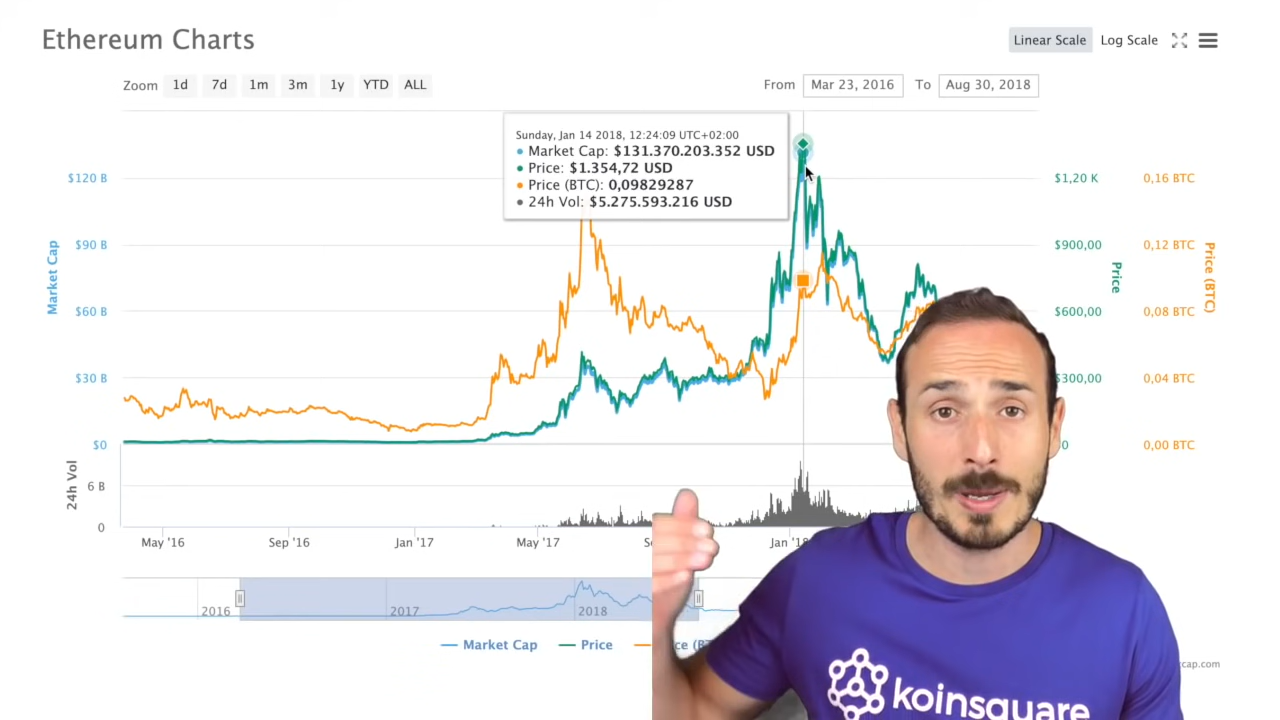 Ethereum Charts
Linear Scale Log Scale
Zoom 1d 7d 1m 3m 1y YTD ALL
From Mar 23, 2016 To Aug 30, 2018
Sunday, Jan 14 2018, 12:24:09 UTC+02:00
Market Cap: $131.370.203.352 USD
Price: $1.354,72 USD
Price (BTC): 0,09829287
24h Vol: $5.275.593.216 USD
$120 B $1,20 K 0,16 BTC
$90 B $900,00 0,12 BTC
Market Cap
Price
Price (BTC)
$60 B $600,00 0,08 BTC
$30 B $300,00 0,04 BTC
$0 0 0,00 BTC
24h Vol
6 B
0
May '16 Sep '16 Jan '17 May '17 Jan '18
2016 2017 2018
Market Cap Price
koinsquare